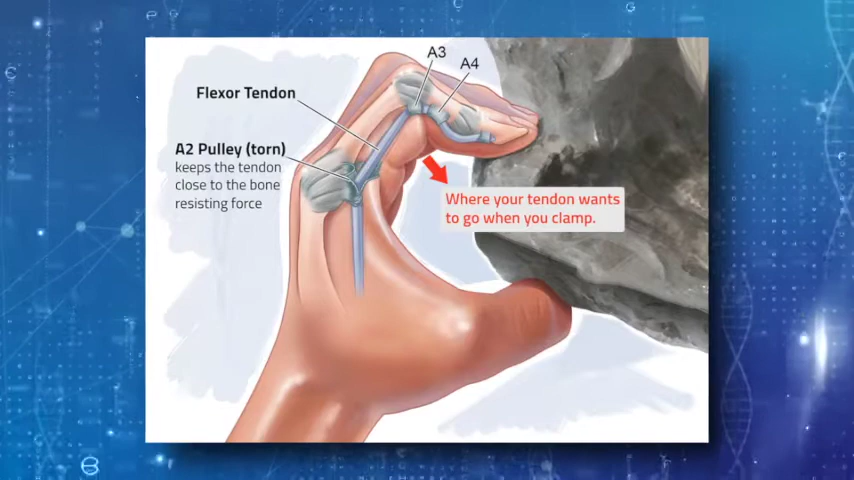 A3
A4
Flexor Tendon
A2 Pulley (torn)
keeps the tendon
close to the bone
resisting force
Where your tendon wants
to go when you clamp.